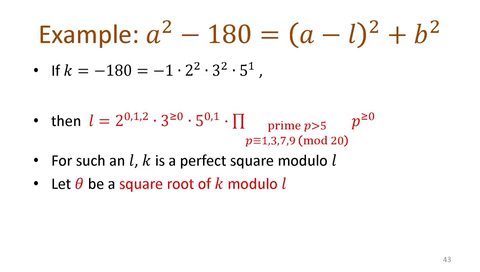 Example: a² − 180 = (a − l)² + b²
• If k = −180 = −1 · 2² · 3² · 5¹ ,
• then l = 2^{0,1,2} · 3^{≥0} · 5^{0,1} · ∏_{prime p>5, p≡1,3,7,9 (mod 20)} p^{≥0}
• For such an l, k is a perfect square modulo l
• Let θ be a square root of k modulo l
43